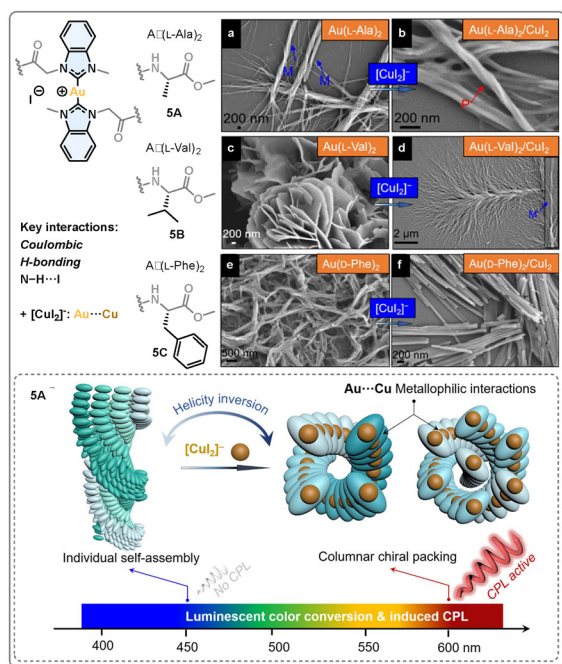 A□(L-Ala)2
5A
A□(L-Val)2
5B
A□(L-Phe)2
5C
O
N
N
I⊖
⊕
Au
N
N
O
H
N
O
O
H
N
O
O
H
N
O
O
Key interactions:
Coulombic
H-bonding
N–H···I
+ [CuI2]-: Au···Cu
a
Au(L-Ala)2
M
M
200 nm
[CuI2]-
b
Au(L-Ala)2/CuI2
P
200 nm
c
Au(L-Val)2
200 nm
[CuI2]-
d
Au(L-Val)2/CuI2
M
2 µm
e
Au(D-Phe)2
500 nm
[CuI2]-
f
Au(D-Phe)2/CuI2
200 nm
5A
Helicity inversion
[CuI2]-
Au···Cu Metallophilic interactions
Individual self-assembly
Columnar chiral packing
No CPL
CPL active
Luminescent color conversion & induced CPL
400
450
500
550
600 nm